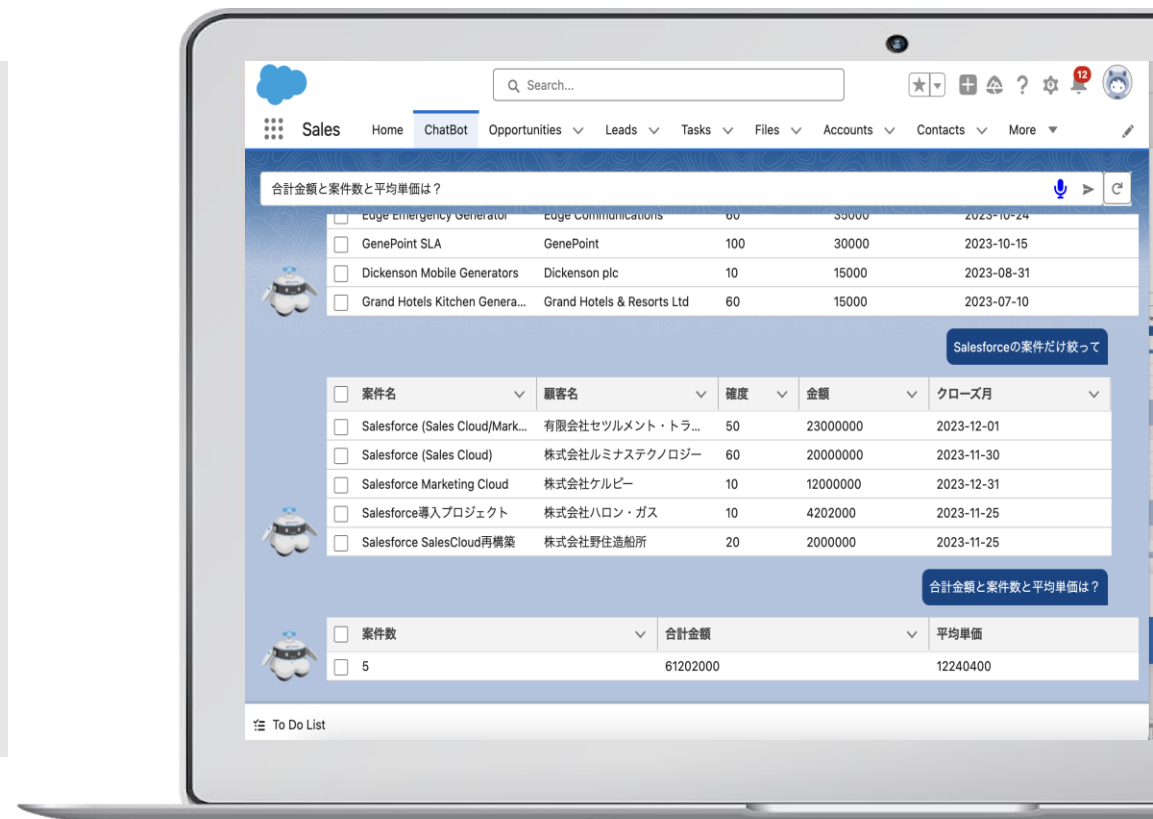 Search...
12
Sales Home ChatBot Opportunities Leads Tasks Files Accounts Contacts More
合計金額と案件数と平均単価は？
Edge Emergency Generator Edge Communications 60 35000 2023-10-24
GenePoint SLA GenePoint 100 30000 2023-10-15
Dickenson Mobile Generators Dickenson plc 10 15000 2023-08-31
Grand Hotels Kitchen Genera... Grand Hotels & Resorts Ltd 60 15000 2023-07-10
Salesforceの案件だけ絞って
案件名 顧客名 確度 金額 クローズ月
Salesforce (Sales Cloud/Mark... 有限会社セツルメント・トラ... 50 23000000 2023-12-01
Salesforce (Sales Cloud) 株式会社ルミナステクノロジー 60 20000000 2023-11-30
Salesforce Marketing Cloud 株式会社ケルビー 10 12000000 2023-12-31
Salesforce導入プロジェクト 株式会社ハロン・ガス 10 4202000 2023-11-25
Salesforce SalesCloud再構築 株式会社野住造船所 20 2000000 2023-11-25
合計金額と案件数と平均単価は？
案件数 合計金額 平均単価
5 61202000 12240400
To Do List